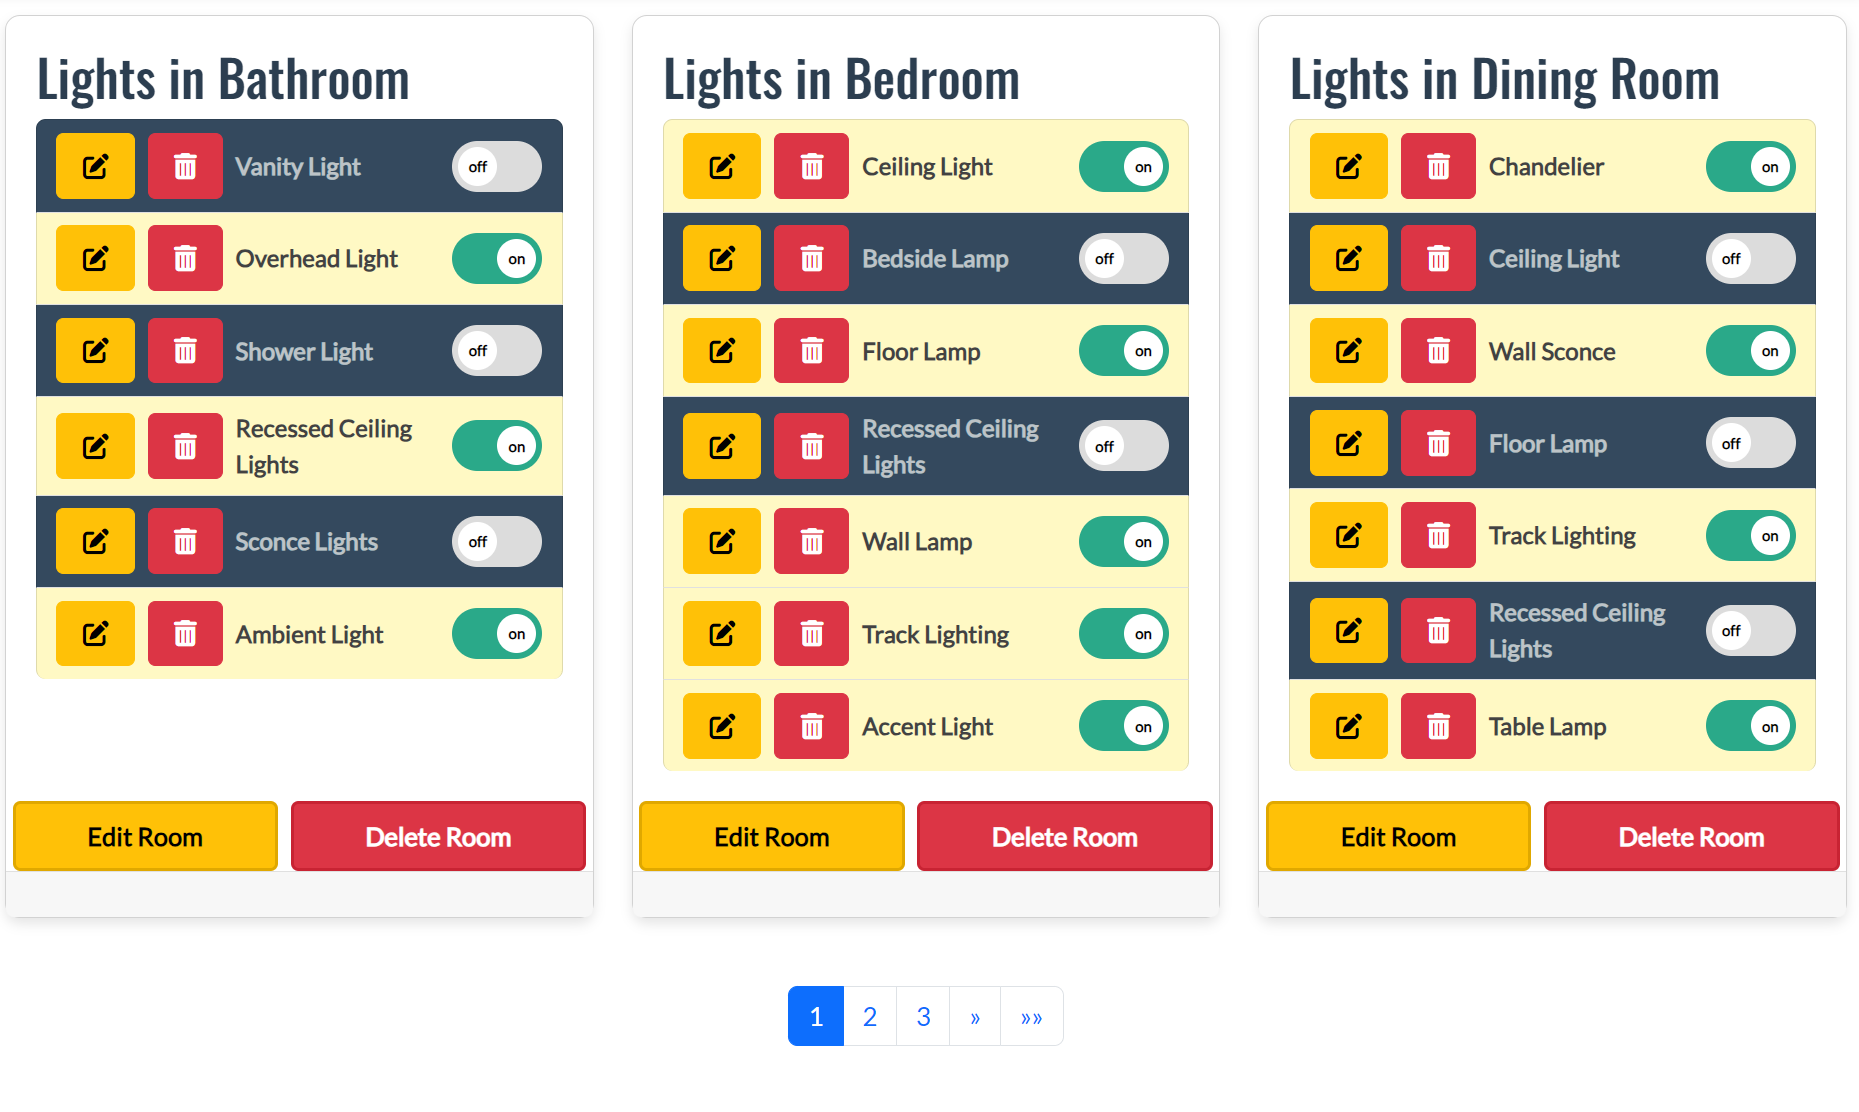 Lights in Bathroom
Vanity Light off
Overhead Light on
Shower Light off
Recessed Ceiling
Lights on
Sconce Lights off
Ambient Light on
Edit Room Delete Room
Lights in Bedroom
Ceiling Light on
Bedside Lamp off
Floor Lamp on
Recessed Ceiling
Lights off
Wall Lamp on
Track Lighting on
Accent Light on
Edit Room Delete Room
Lights in Dining Room
Chandelier on
Ceiling Light off
Wall Sconce on
Floor Lamp off
Track Lighting on
Recessed Ceiling
Lights off
Table Lamp on
Edit Room Delete Room
1 2 3 » »»